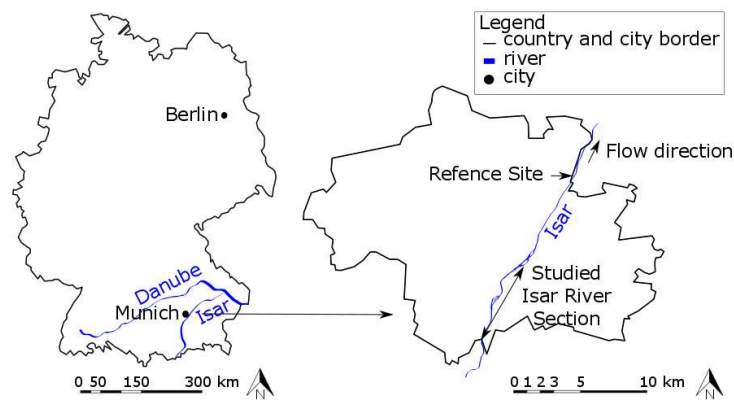 Legend
country and city border
river
city
Berlin
Danube
Munich
Isar
0 50 150 300 km
N
Flow direction
Refence Site
Isar
Studied
Isar River
Section
0 1 2 3 5 10 km
N